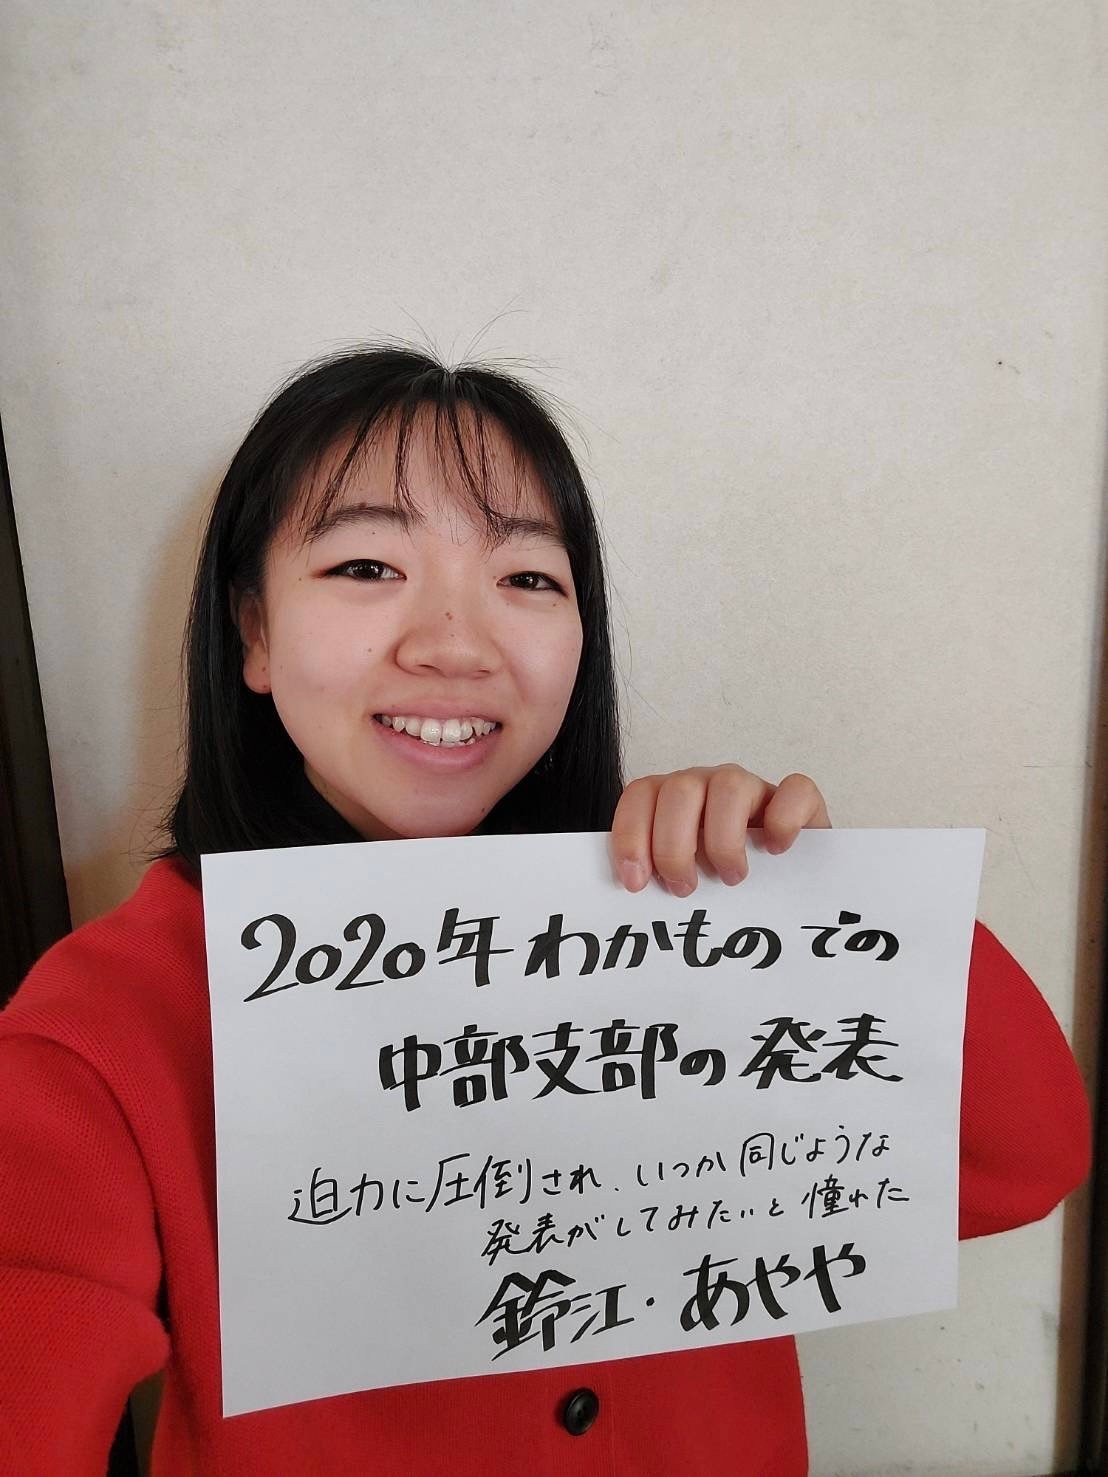 2020年わかものでの
中部支部の発表
迫力に圧倒され、いつか同じような
発表がしてみたいと憧れた
鈴江・あやや